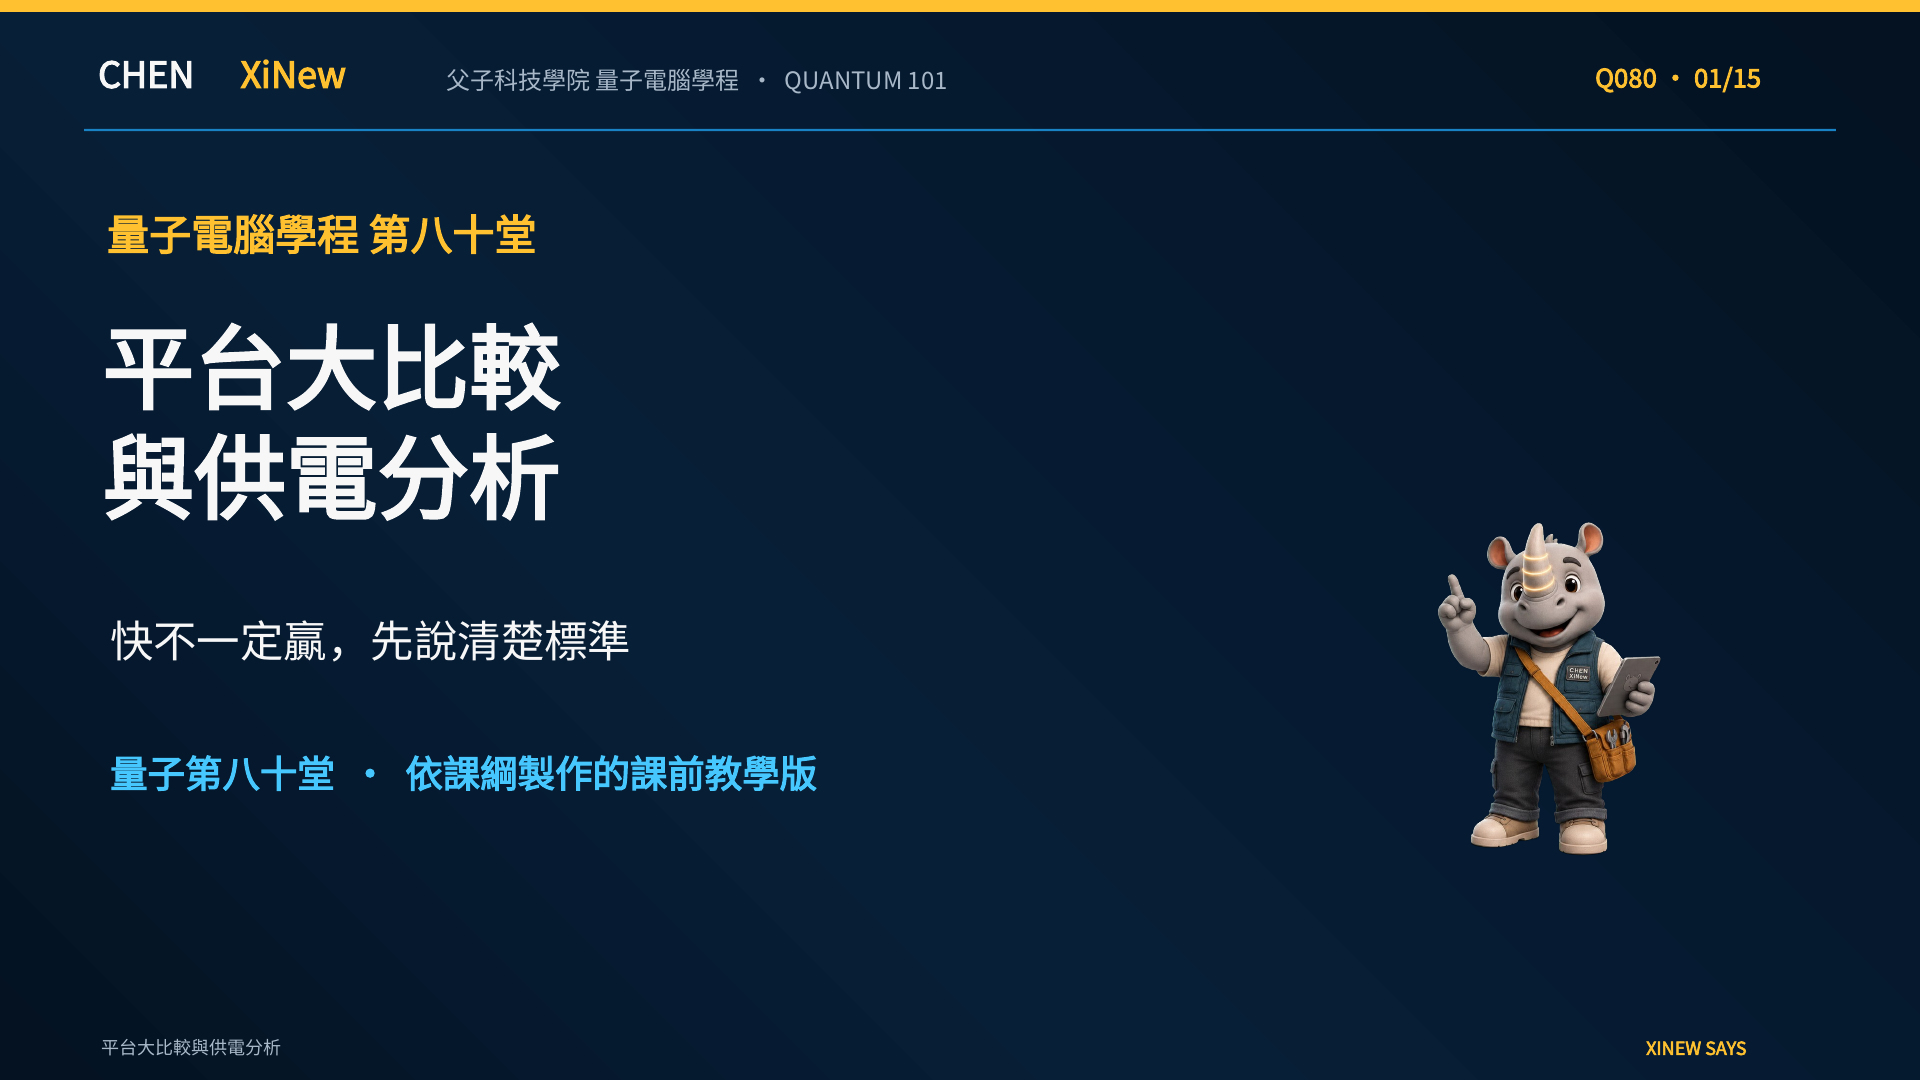 CHEN XiNew 父子科技學院 量子電腦學程 · QUANTUM 101 Q080 · 01/15
量子電腦學程 第八十堂
平台大比較
與供電分析
快不一定贏，先說清楚標準
量子第八十堂 · 依課綱製作的課前教學版
CHEN
XiNew
平台大比較與供電分析 XINEW SAYS